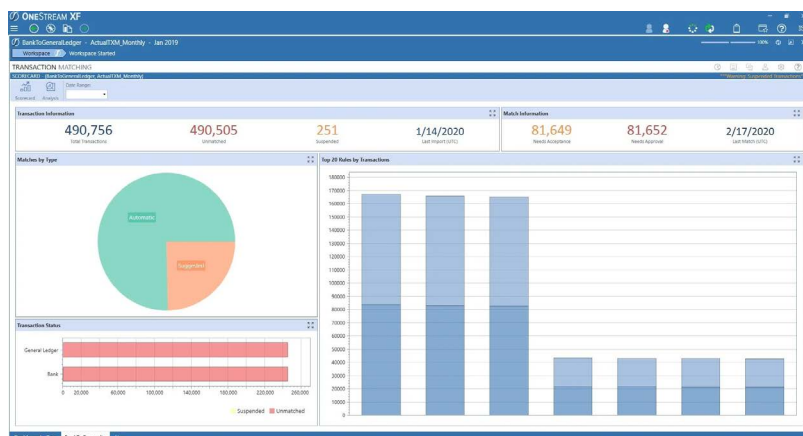 ONESTREAM XF
BankToGeneralLedger - ActualTXM_Monthly - Jan 2019
100%
Workspace Workspace Started
TRANSACTION MATCHING
SCORECARD (BankToGeneralLedger, ActualTXM_Monthly)
***Warning: Suspended Transactions
Scorecard Analysis Date Range:
Transaction Information
490,756 490,505 251 1/14/2020
Total Transactions Unmatched Suspended Last Import (UTC)
Match Information
81,649 81,652 2/17/2020
Needs Acceptance Needs Approval Last Match (UTC)
Matches by Type
Automatic
Suggested
Top 20 Rules by Transactions
180000
170000
160000
150000
140000
130000
120000
110000
100000
90000
80000
70000
60000
50000
40000
30000
20000
10000
0
Transaction Status
General Ledger
Bank
0 20,000 60,000 100,000 140,000 180,000 220,000 260,000
Suspended Unmatched